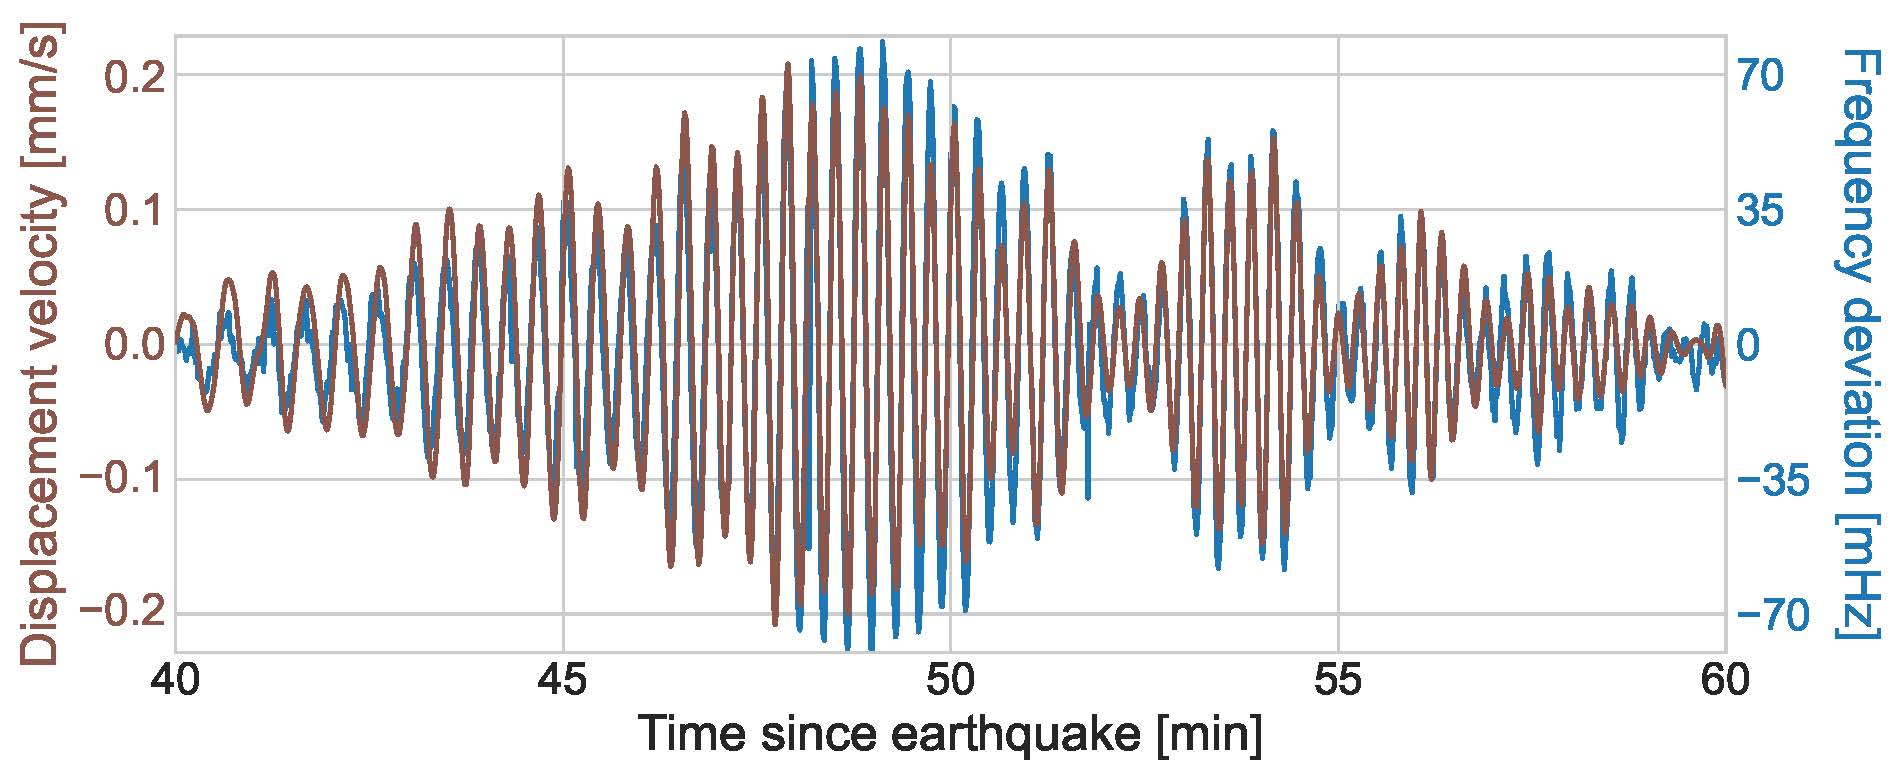 Displacement velocity [mm/s]
0.2
0.1
0.0
−0.1
−0.2
70
35
0
−35
−70
Frequency deviation [mHz]
40 45 50 55 60
Time since earthquake [min]